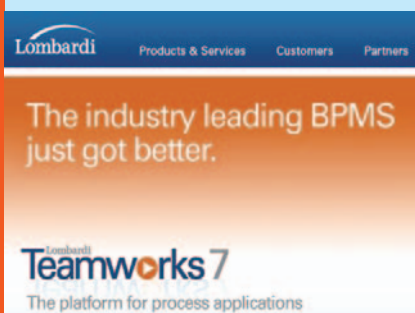 Lombardi Products & Services Customers Partners
The industry leading BPMS
just got better.
Lombardi
Teamworks 7
The platform for process applications